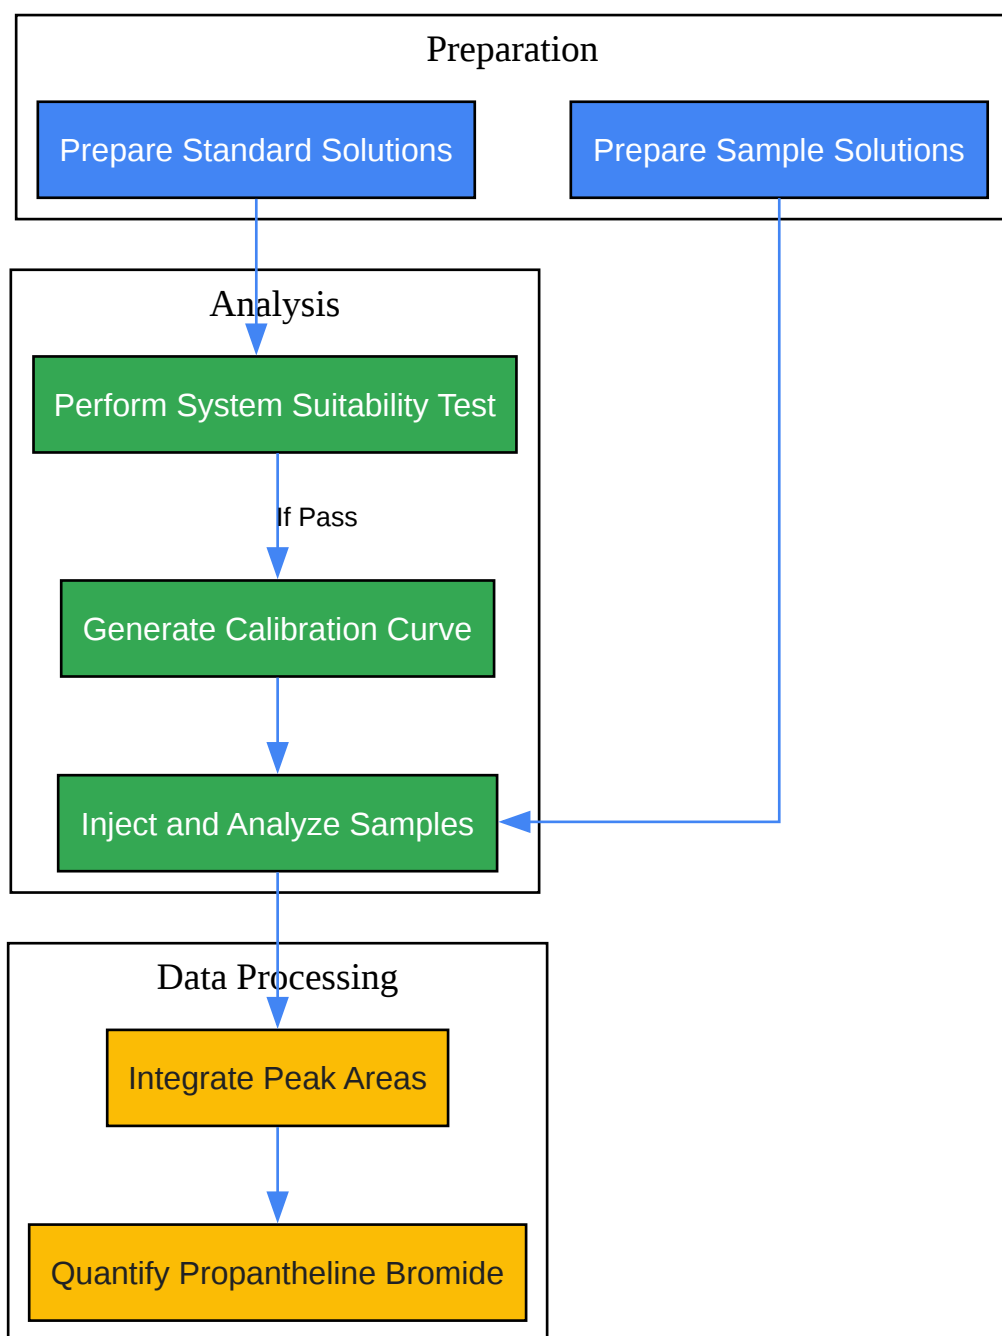 Preparation
Prepare Standard Solutions
Prepare Sample Solutions
Analysis
Perform System Suitability Test
If Pass
Generate Calibration Curve
Inject and Analyze Samples
Data Processing
Integrate Peak Areas
Quantify Propantheline Bromide